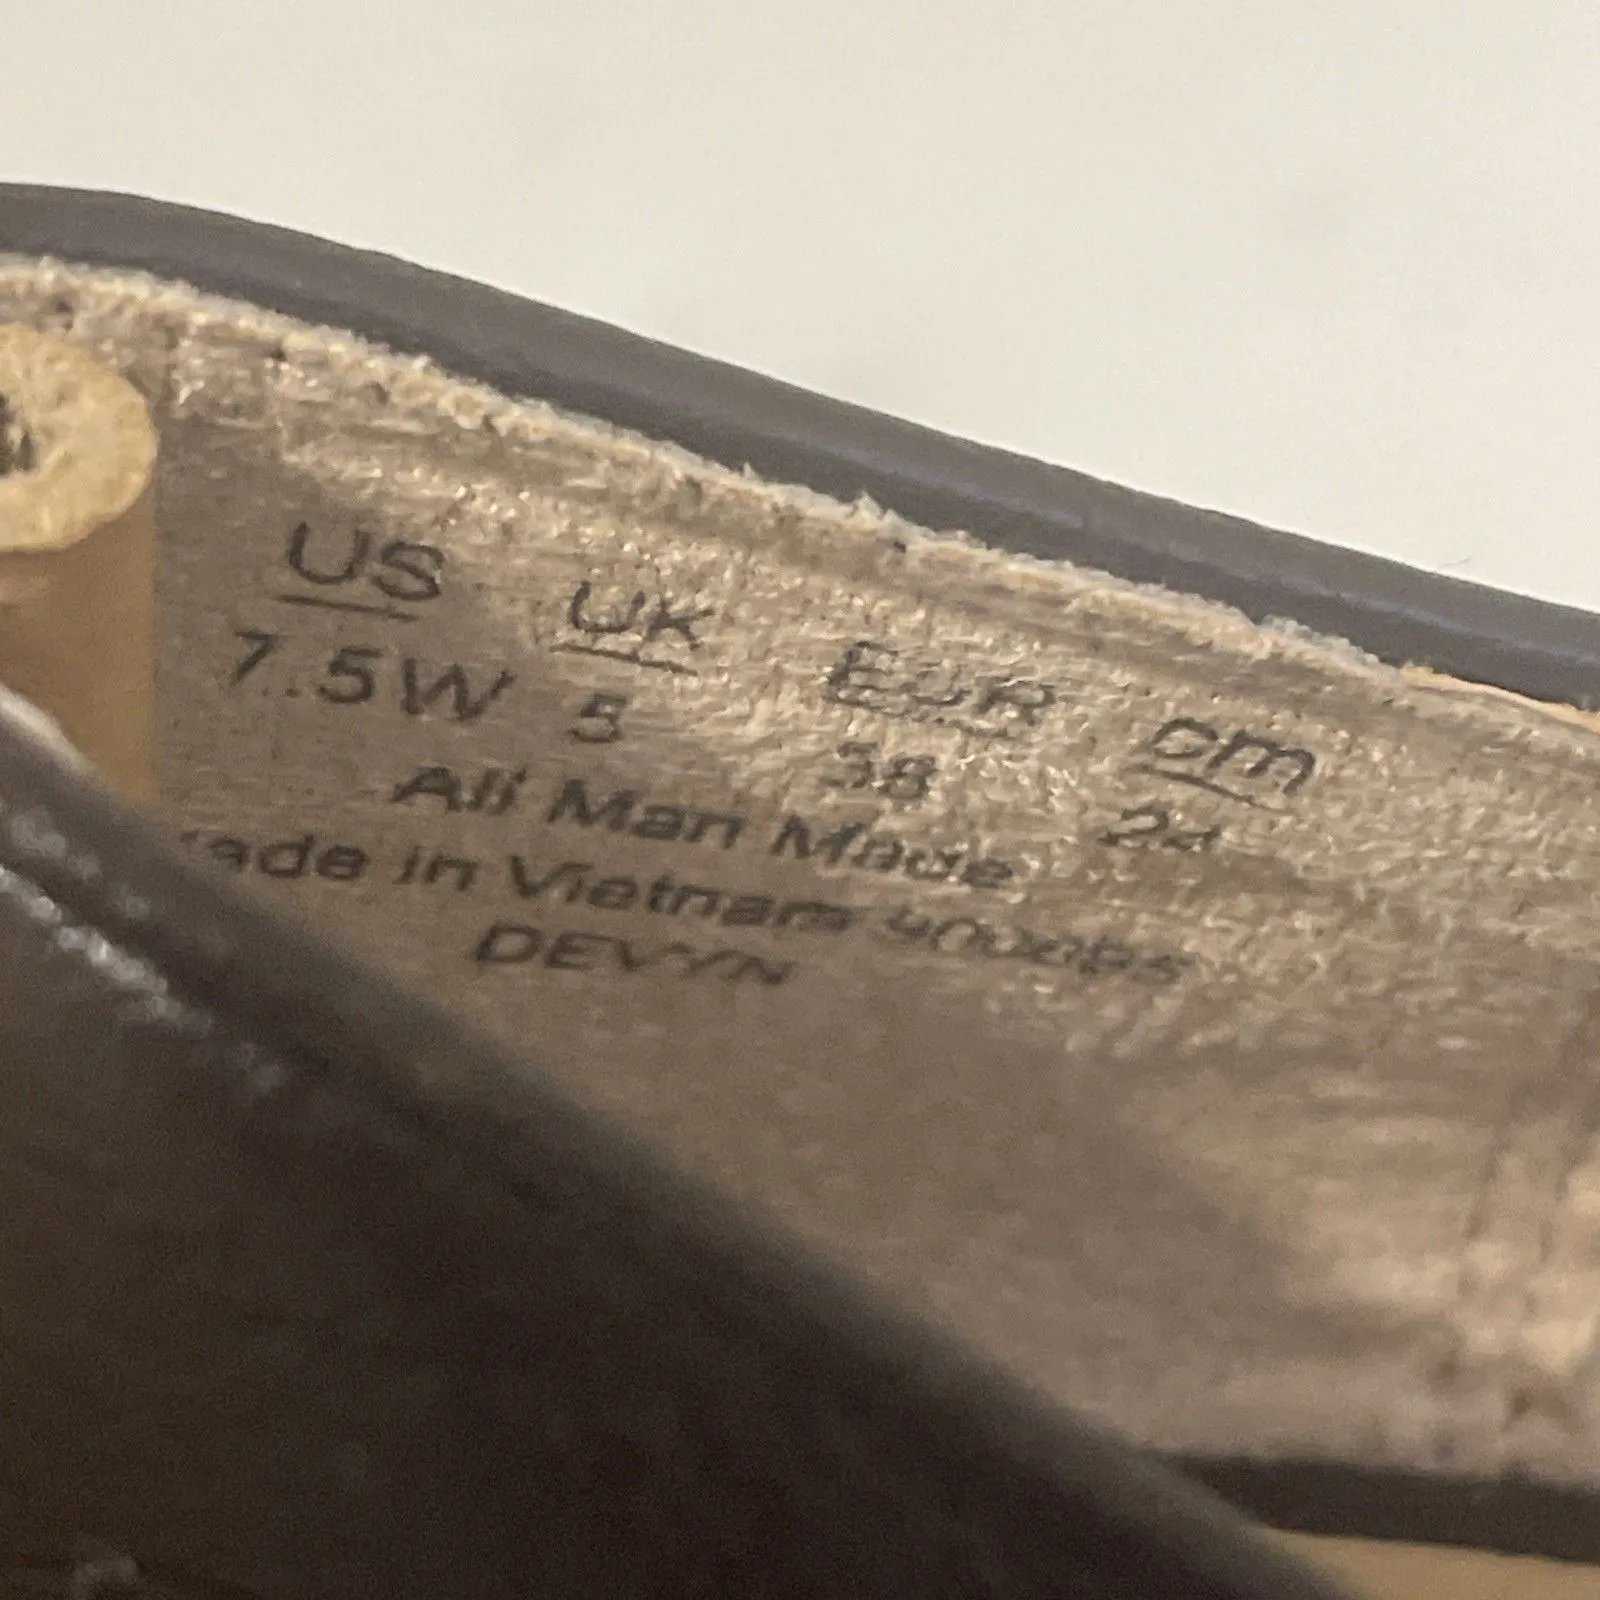 US UK EUR cm
7.5W 5 38 24
All Man Made
ade in Vietnam
DEVYN